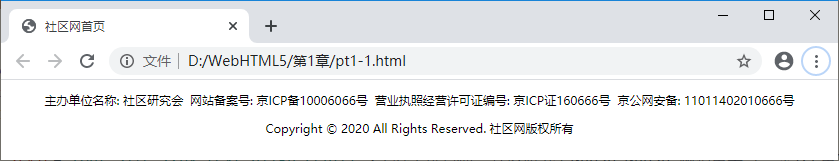 社区网首页
文件 D:/WebHTML5/第1章/pt1-1.html
主办单位名称: 社区研究会 网站备案号: 京ICP备10006066号 营业执照经营许可证编号: 京ICP证160666号 京公网安备: 11011402010666号
Copyright © 2020 All Rights Reserved. 社区网版权所有